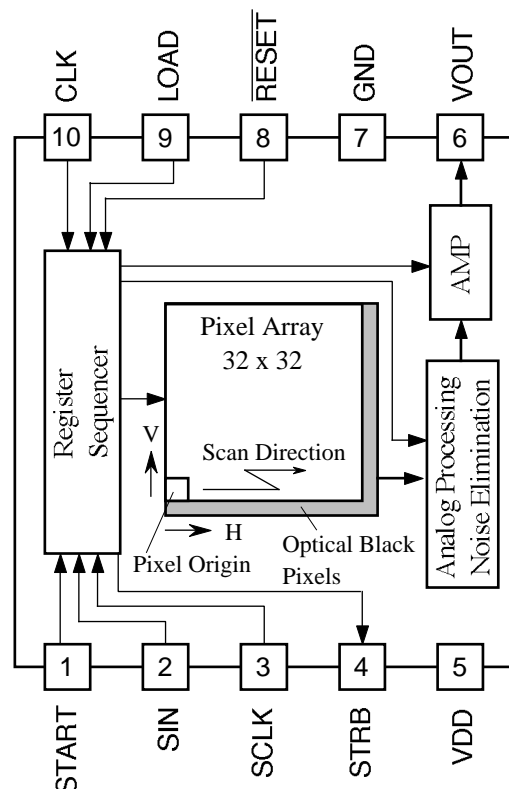 CLK
LOAD
RESET
GND
VOUT
10
9
8
7
6
Register
Sequencer
Pixel Array
32 x 32
AMP
V
Scan Direction
H
Pixel Origin
Optical Black
Pixels
Analog Processing
Noise Elimination
1
2
3
4
5
START
SIN
SCLK
STRB
VDD